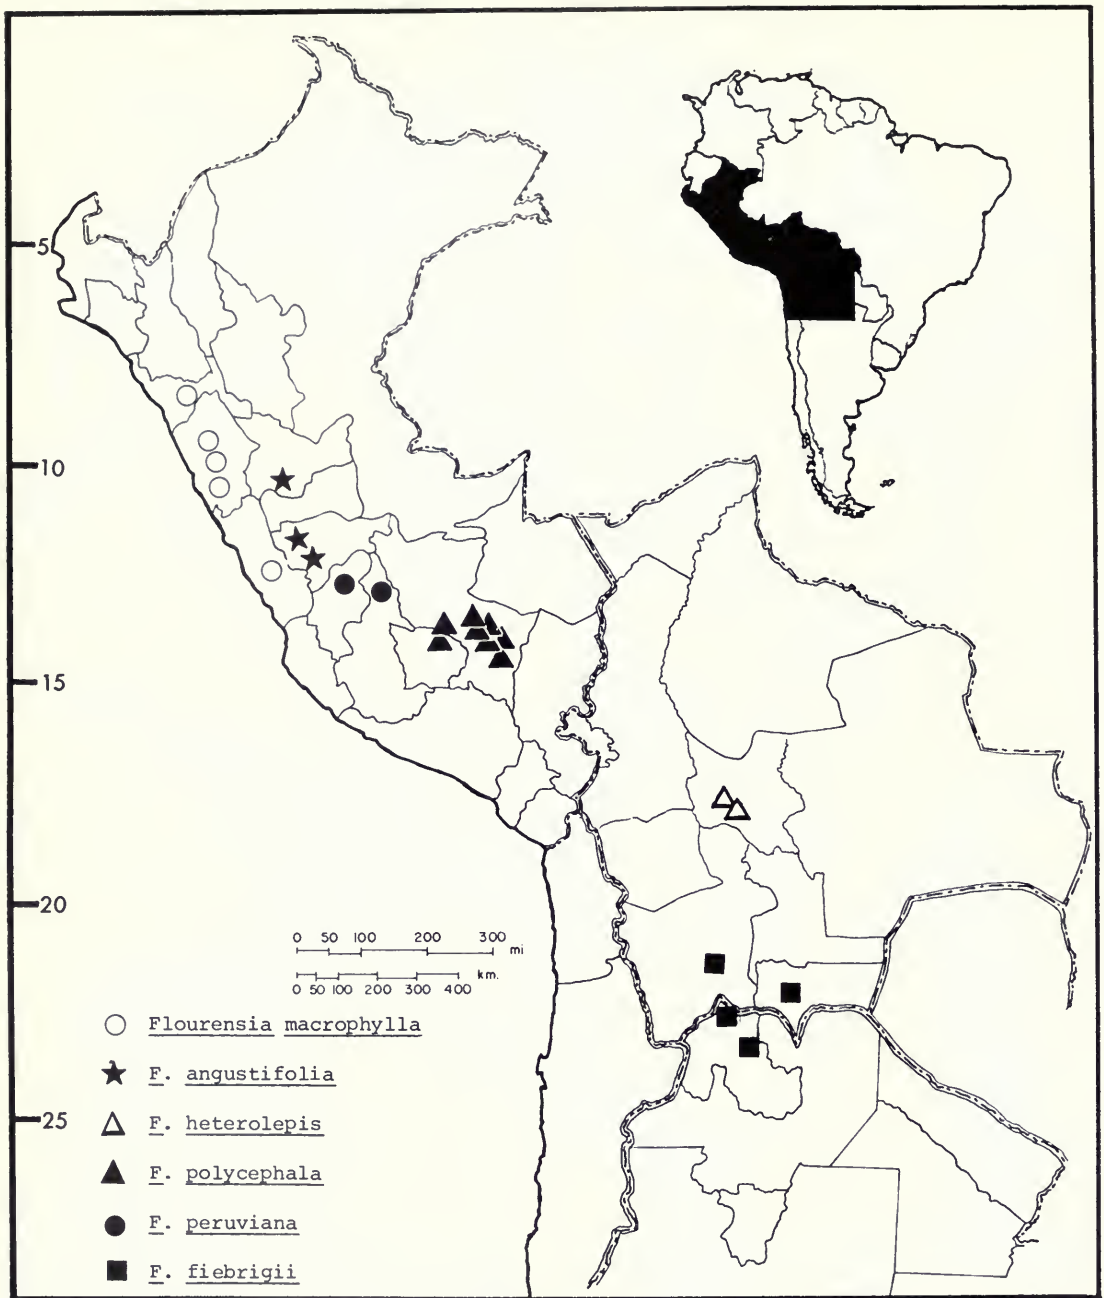 5
10
15
20
25
0 50 100 200 300
mi
km.
0 50 100 200 300 400
Flourensia macrophylla
F. angustifolia
F. heterolepis
F. polycephala
F. peruviana
F. fiebrigii